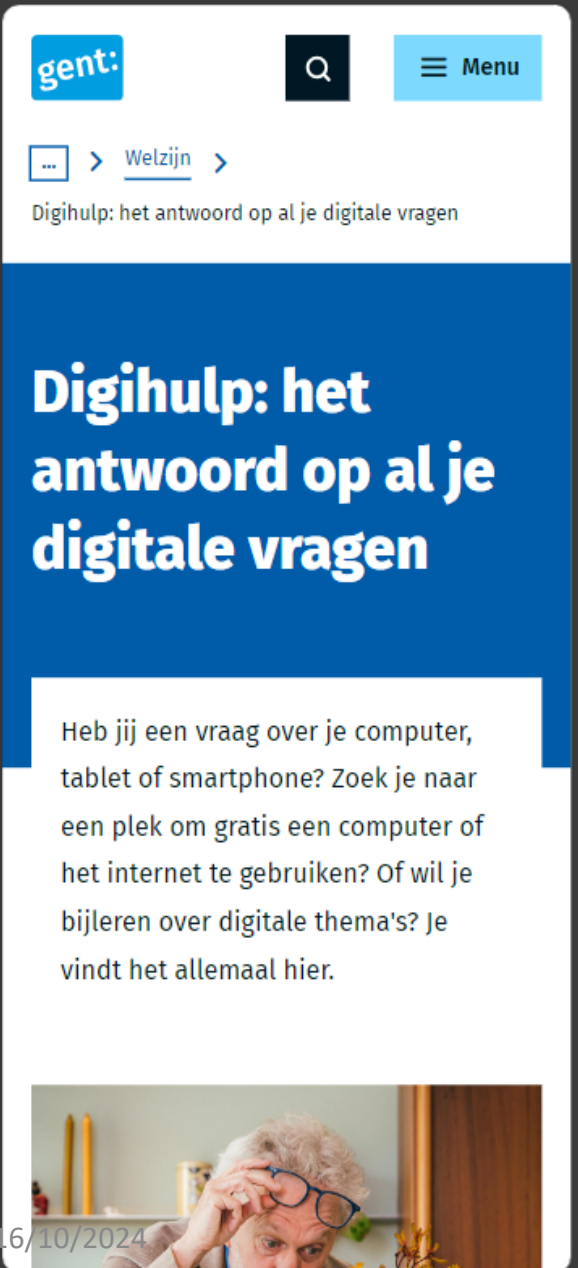 gent:
Menu
... > Welzijn >
Digihulp: het antwoord op al je digitale vragen
Digihulp: het
antwoord op al je
digitale vragen
Heb jij een vraag over je computer,
tablet of smartphone? Zoek je naar
een plek om gratis een computer of
het internet te gebruiken? Of wil je
bijleren over digitale thema's? Je
vindt het allemaal hier.
16/10/2024